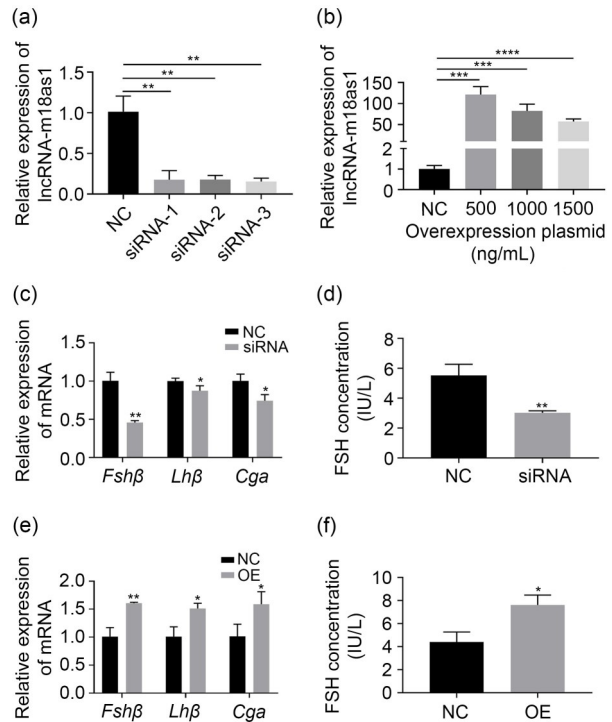 (a)
Relative expression of
lncRNA-m18as1
1.5
1.0
0.5
0.0
**
**
**
NC
siRNA-1
siRNA-2
siRNA-3
(b)
Relative expression of
lncRNA-m18as1
150
100
50
2
1
0
****
***
***
NC
500
1000
1500
Overexpression plasmid
(ng/mL)
(c)
Relative expression
of mRNA
1.5
1.0
0.5
0.0
NC
siRNA
**
*
*
Fshβ
Lhβ
Cga
(d)
FSH concentration
(IU/L)
8
6
4
2
0
**
NC
siRNA
(e)
Relative expression
of mRNA
2.0
1.5
1.0
0.5
0.0
NC
OE
**
*
*
Fshβ
Lhβ
Cga
(f)
FSH concentration
(IU/L)
10
8
6
4
2
0
*
NC
OE